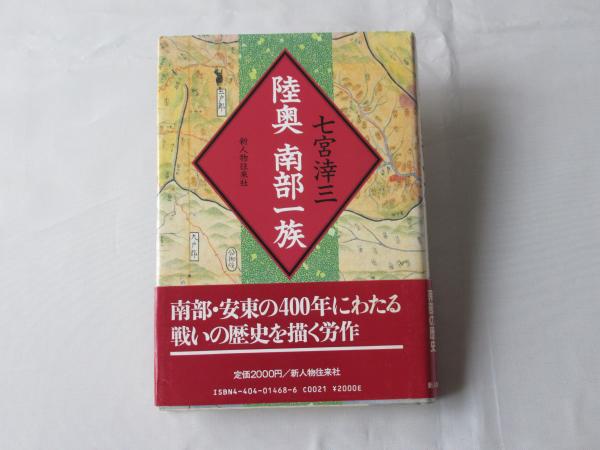 陸奥 南部一族
七宮涬三
新人物往来社
南部・安東の400年にわたる
戦いの歴史を描く労作
定価2000円/新人物往来社
ISBN4-404-01468-6 C0021 ¥2000E